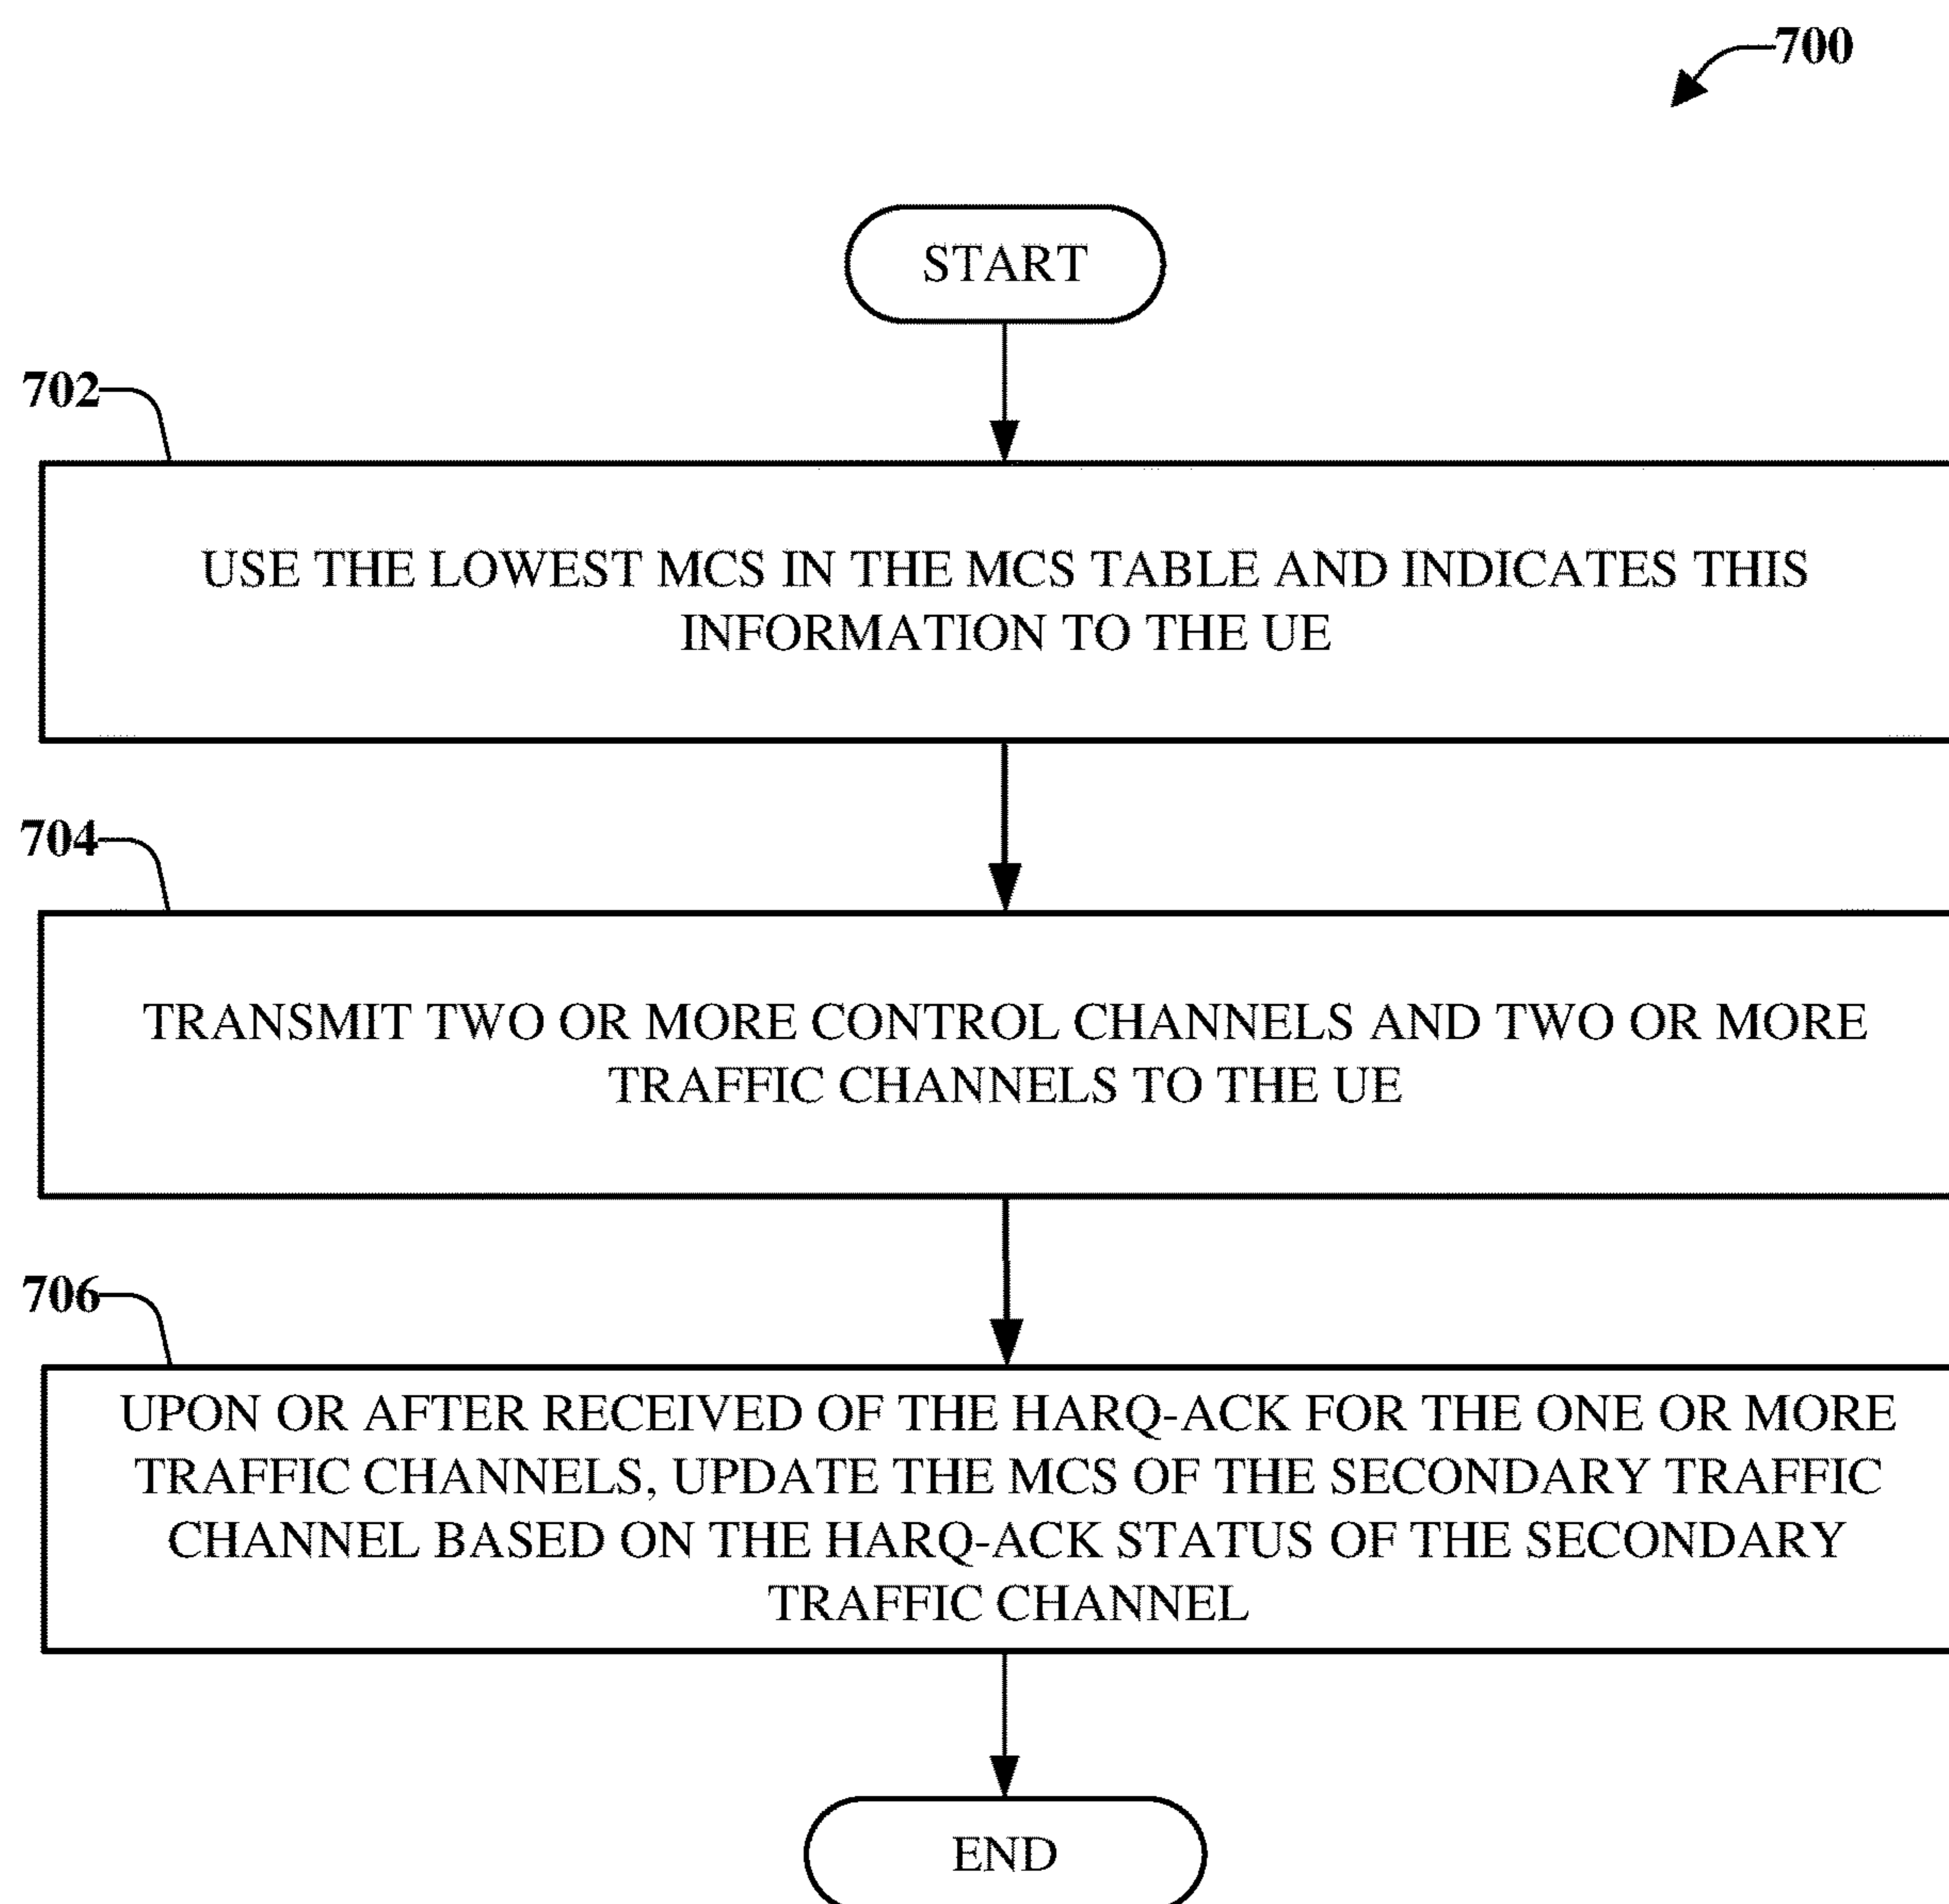 700
START
702
USE THE LOWEST MCS IN THE MCS TABLE AND INDICATES THIS
INFORMATION TO THE UE
704
TRANSMIT TWO OR MORE CONTROL CHANNELS AND TWO OR MORE
TRAFFIC CHANNELS TO THE UE
706
UPON OR AFTER RECEIVED OF THE HARQ-ACK FOR THE ONE OR MORE
TRAFFIC CHANNELS, UPDATE THE MCS OF THE SECONDARY TRAFFIC
CHANNEL BASED ON THE HARQ-ACK STATUS OF THE SECONDARY
TRAFFIC CHANNEL
END